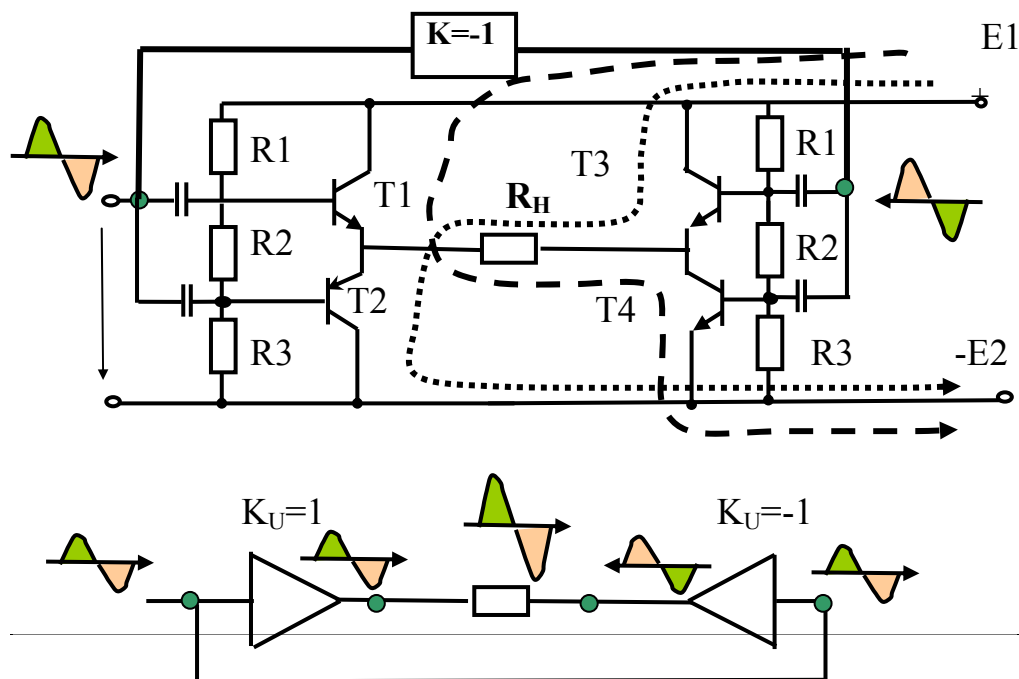 K=-1
E1
+
R1
T1
R2
T2
R3
R_H
T3
R1
R2
T4
R3
-E2
K_U=1
K_U=-1